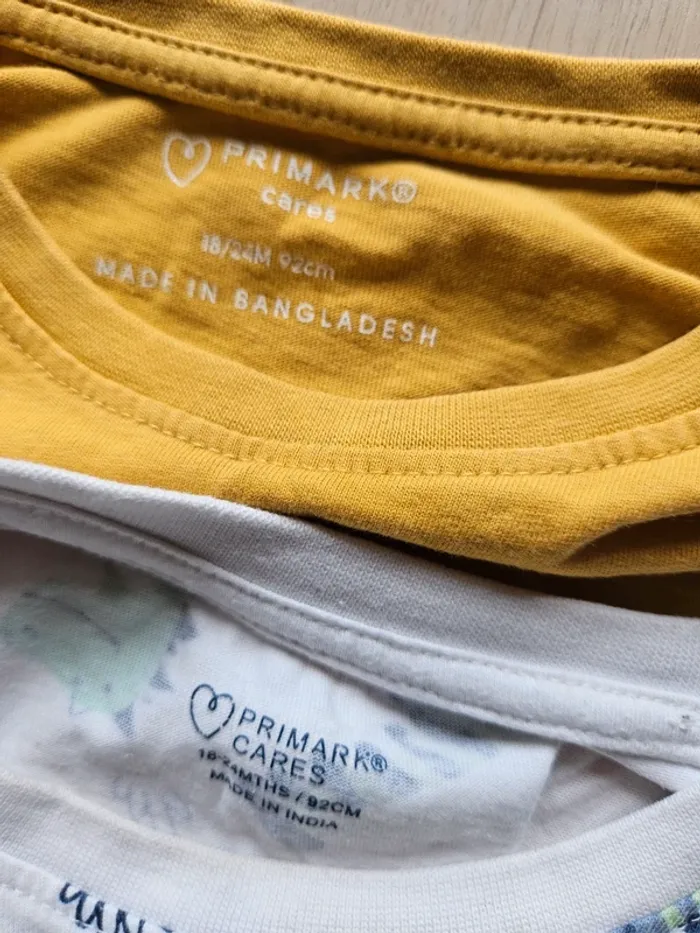 PRIMARK®
cares
18/24M 92cm
MADE IN BANGLADESH
PRIMARK®
CARES
18-24MTHS / 92CM
MADE IN INDIA